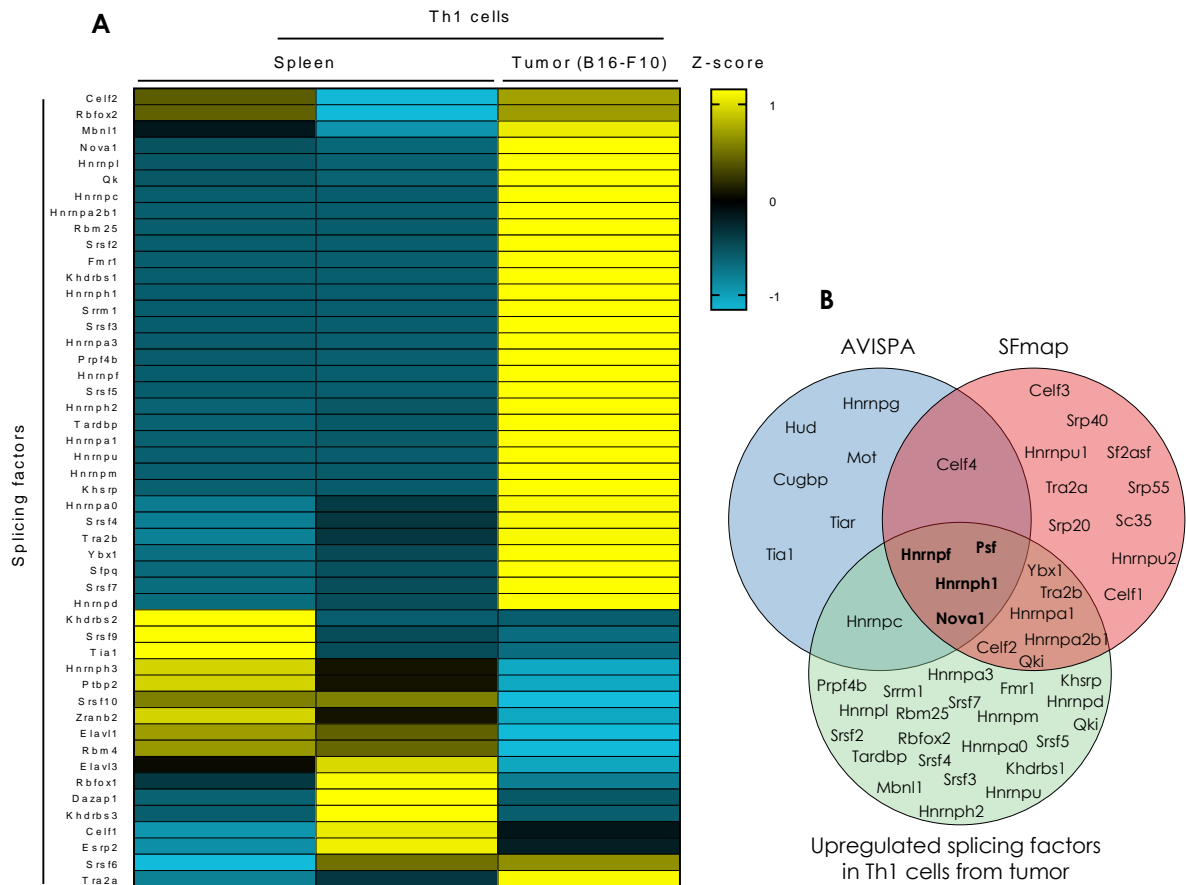 A
Th1 cells
Spleen
Tumor (B16-F10)
Z-score
Splicing factors
Celf2
Rbfox2
Mbnl1
Nova1
Hnrnpl
Qk
Hnrnpc
Hnrnpa2b1
Rbm25
Srsf2
Fmr1
Khdrbs1
Hnrnph1
Srrm1
Srsf3
Hnrnpa3
Prpf4b
Hnrnpf
Srsf5
Hnrnph2
Tardbp
Hnrnpa1
Hnrnpu
Hnrnpm
Khsrp
Hnrnpa0
Srsf4
Tra2b
Ybx1
Sfpq
Srsf7
Hnrnpd
Khdrbs2
Srsf9
Tia1
Hnrnph3
Ptbp2
Srsf10
Zranb2
Elavl1
Rbm4
Elavl3
Rbfox1
Dazap1
Khdrbs3
Celf1
Esrp2
Srsf6
Tra2a
1
0
-1
B
AVISPA
SFmap
Hnrnpg
Hud
Mot
Cugbp
Tiar
Tia1
Celf4
Celf3
Srp40
Hnrnpu1
Sf2asf
Tra2a
Srp55
Srp20
Sc35
Hnrnpu2
Celf1
Hnrnpf
Psf
Hnrnph1
Nova1
Hnrnpc
Ybx1
Tra2b
Hnrnpa1
Hnrnpa2b1
Celf2
Qki
Prpf4b
Srrm1
Hnrnpa3
Fmr1
Khsrp
Hnrnpl
Rbm25
Srsf7
Hnrnpm
Hnrnpd
Qki
Srsf2
Rbfox2
Hnrnpa0
Srsf5
Tardbp
Srsf4
Khdrbs1
Mbnl1
Srsf3
Hnrnpu
Hnrnph2
Upregulated splicing factors
in Th1 cells from tumor